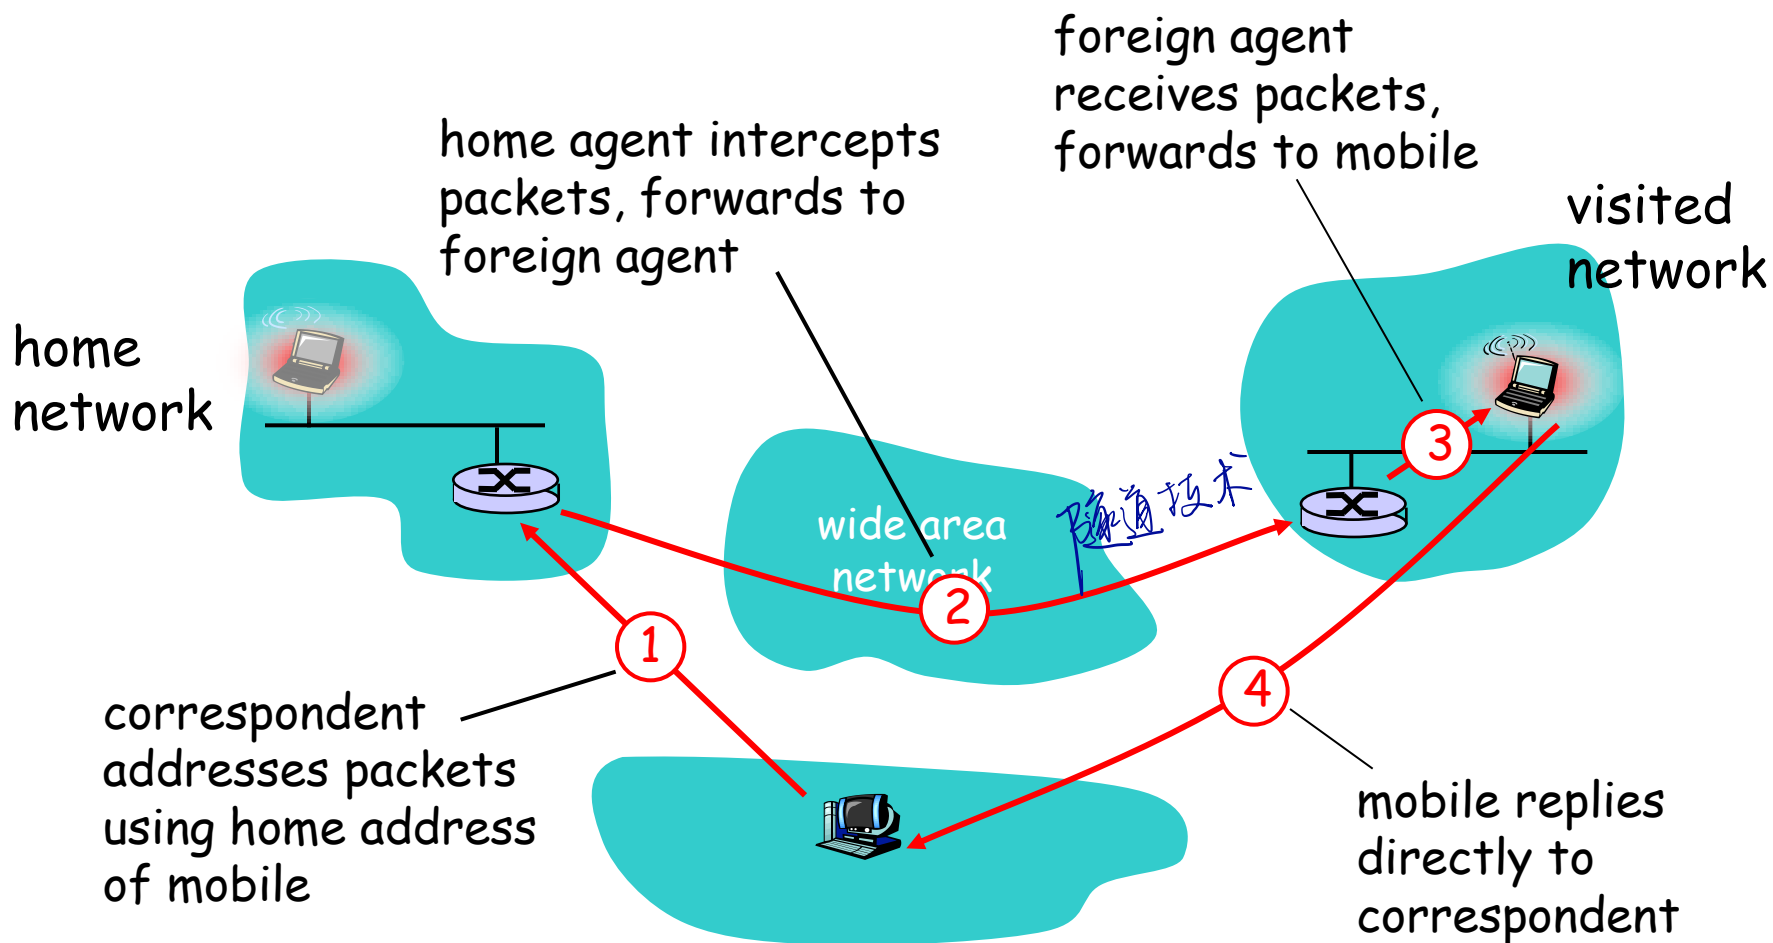 foreign agent
receives packets,
forwards to mobile
home agent intercepts
packets, forwards to
foreign agent
visited
network
home
network
3
隧道技术
wide area
network
2
1
4
correspondent
addresses packets
using home address
of mobile
mobile replies
directly to
correspondent